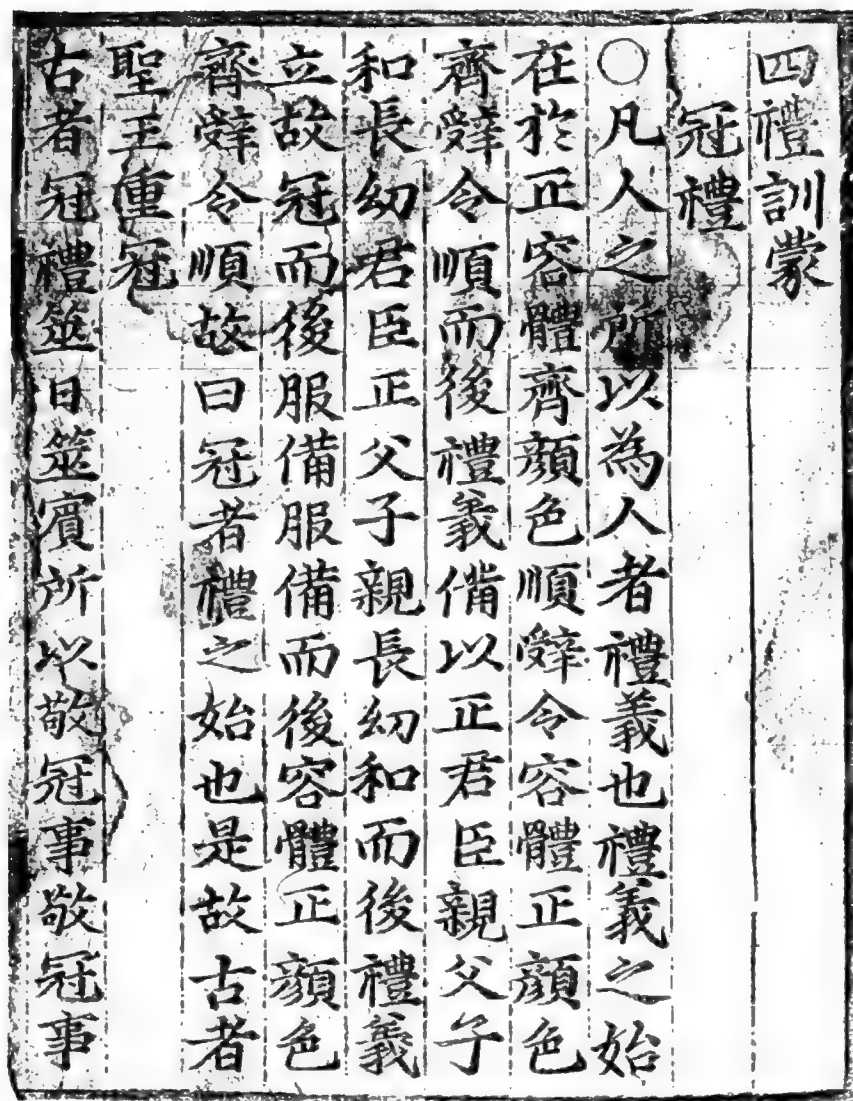 四禮訓蒙
冠禮
○凡人之所以為人者禮義也禮義之始
在於正容體齊顔色順辭令容體正顔色
齊辭令順而後禮義備以正君臣親父子
和長幼君臣正父子親長幼和而後禮義
立故冠而後服備服備而後容體正顔色
齊辭令順故曰冠者禮之始也是故古者
聖王重冠
古者冠禮筮日筮賓所以敬冠事敬冠事